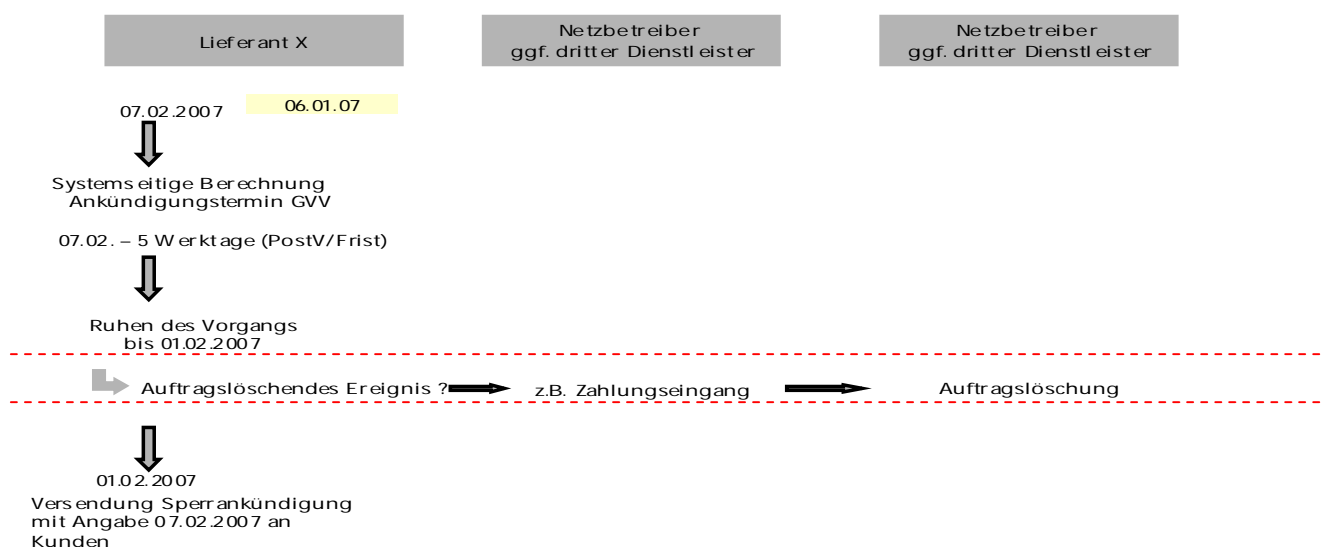 Lieferant X
Netzbetreiber
ggf. dritter Dienstleister
Netzbetreiber
ggf. dritter Dienstleister
07.02.2007
06.01.07
Systemseitige Berechnung
Ankündigungstermin GVV
07.02. – 5 Werktage (PostV/Frist)
Ruhen des Vorgangs
bis 01.02.2007
Auftragslöschendes Ereignis ?
z.B. Zahlungseingang
Auftragslöschung
01.02.2007
Versendung Sperrankündigung
mit Angabe 07.02.2007 an
Kunden